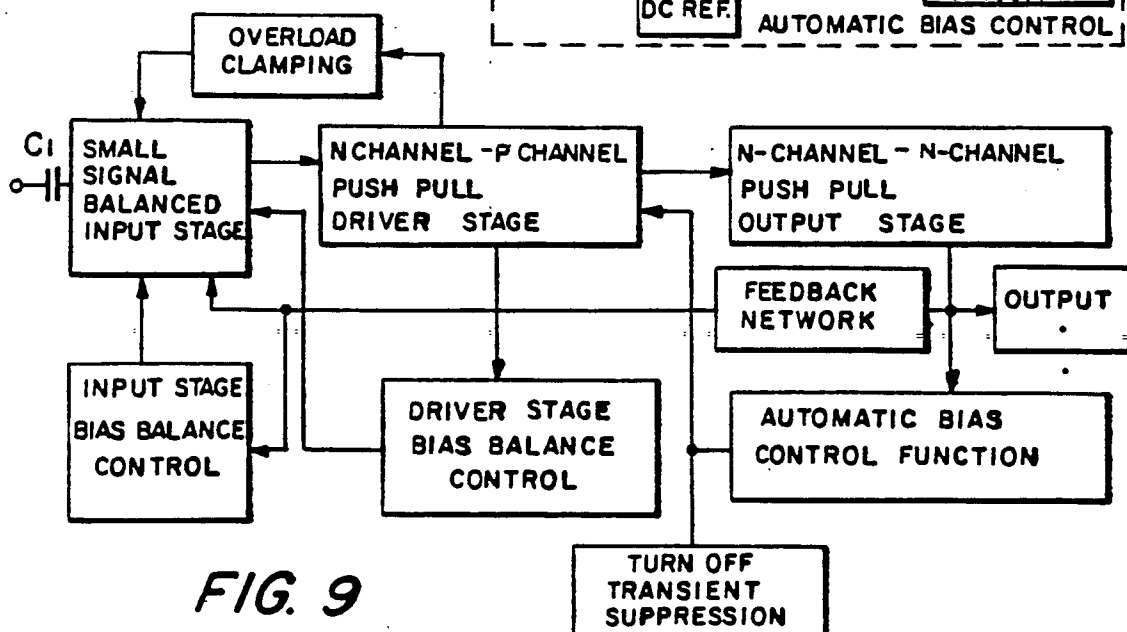 DC REF.
AUTOMATIC BIAS CONTROL
OVERLOAD
CLAMPING
C1
SMALL
SIGNAL
BALANCED
INPUT STAGE
N CHANNEL - P CHANNEL
PUSH PULL
DRIVER STAGE
N-CHANNEL - N-CHANNEL
PUSH PULL
OUTPUT STAGE
FEEDBACK
NETWORK
OUTPUT
INPUT STAGE
BIAS BALANCE
CONTROL
DRIVER STAGE
BIAS BALANCE
CONTROL
AUTOMATIC BIAS
CONTROL FUNCTION
TURN OFF
TRANSIENT
SUPPRESSION
FIG. 9